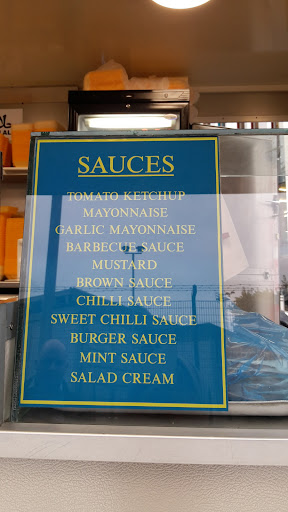 SAUCES
TOMATO KETCHUP
MAYONNAISE
GARLIC MAYONNAISE
BARBECUE SAUCE
MUSTARD
BROWN SAUCE
CHILLI SAUCE
SWEET CHILLI SAUCE
BURGER SAUCE
MINT SAUCE
SALAD CREAM